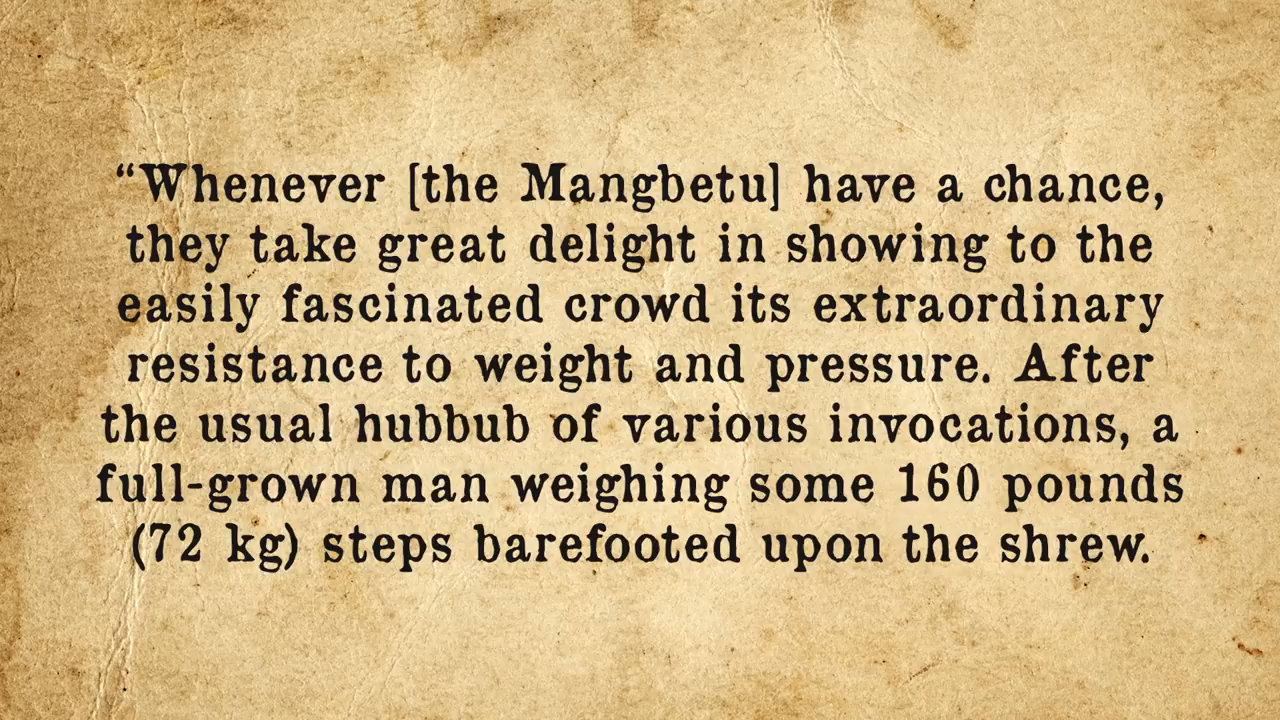 “Whenever [the Mangbetu] have a chance,
they take great delight in showing to the
easily fascinated crowd its extraordinary
resistance to weight and pressure. After
the usual hubbub of various invocations, a
full-grown man weighing some 160 pounds
(72 kg) steps barefooted upon the shrew.